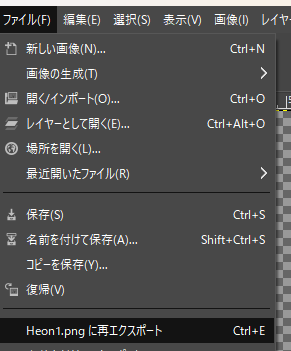 ファイル(F) 編集(E) 選択(S) 表示(V) 画像(I) レイヤ
新しい画像(N)... Ctrl+N
画像の生成(T)
開く/インポート(O)... Ctrl+O
レイヤーとして開く(E)... Ctrl+Alt+O
場所を開く(L)...
最近開いたファイル(R)
保存(S) Ctrl+S
名前を付けて保存(A)... Shift+Ctrl+S
コピーを保存(Y)...
復帰(V)
Heon1.png に再エクスポート Ctrl+E